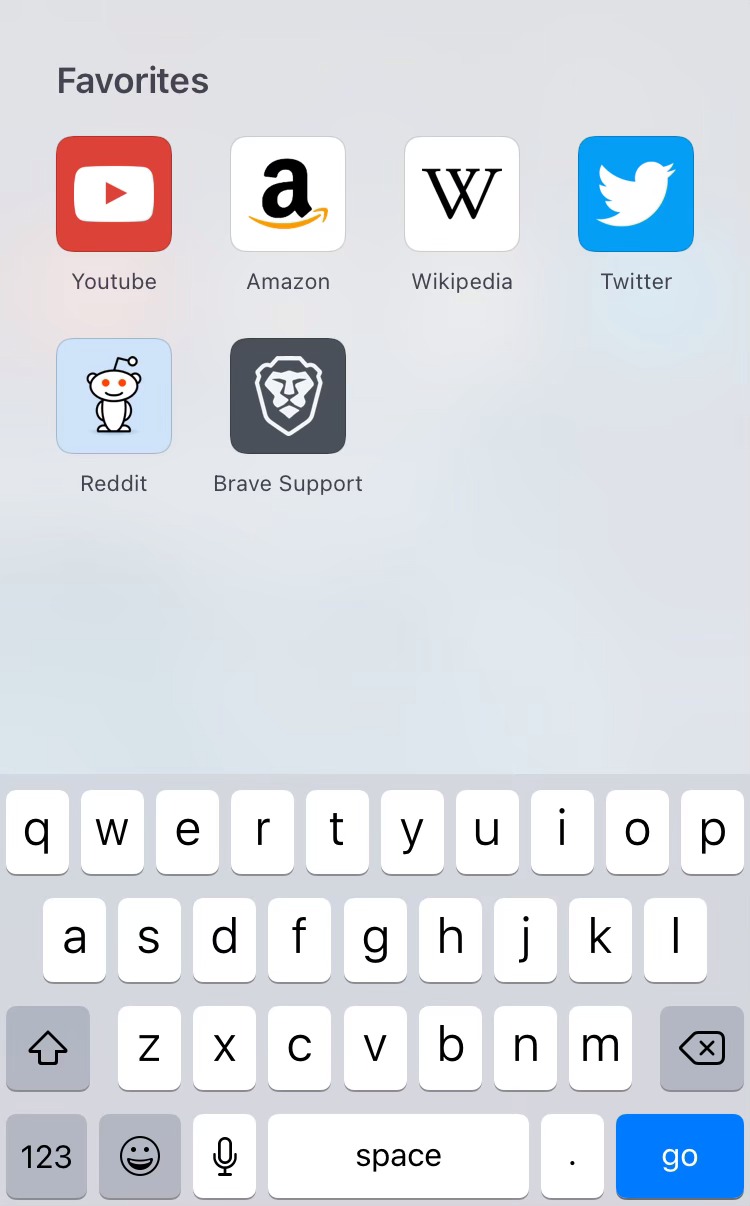 Favorites
Youtube Amazon Wikipedia Twitter
Reddit Brave Support
q w e r t y u i o p
a s d f g h j k l
z x c v b n m
123 space . go